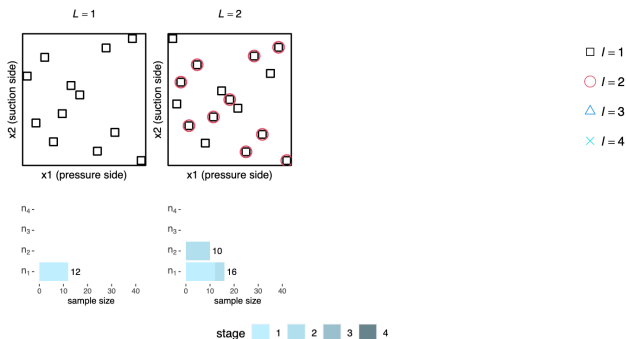 L = 1
L = 2
x2 (suction side)
x2 (suction side)
x1 (pressure side)
x1 (pressure side)
l = 1
l = 2
l = 3
l = 4
n4 -
n3 -
n2 -
n1 -
12
0 10 20 30 40
sample size
n4 -
n3 -
n2 -
n1 -
10
16
0 10 20 30 40
sample size
stage 1 2 3 4